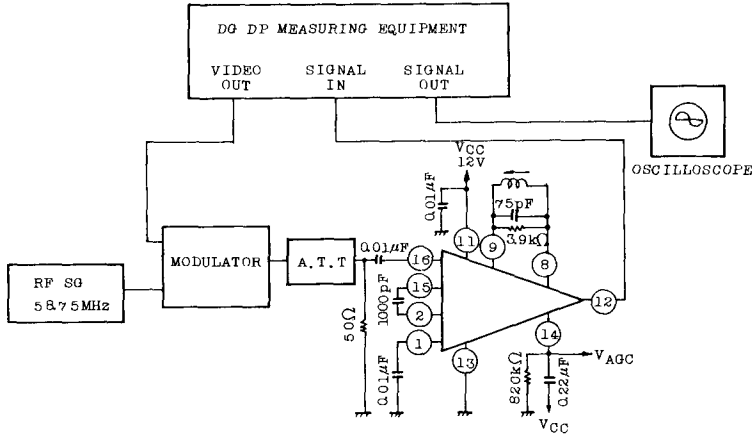 DG DP MEASURING EQUIPMENT
VIDEO OUT
SIGNAL IN
SIGNAL OUT
OSCILLOSCOPE
VCC
12V
0.01μF
75pF
3.9kΩ
11
9
8
MODULATOR
A.T.T
0.01μF
16
RF SG
58.75MHz
50Ω
1000pF
15
2
12
1
13
14
0.01μF
820kΩ
0.22μF
VAGC
VCC